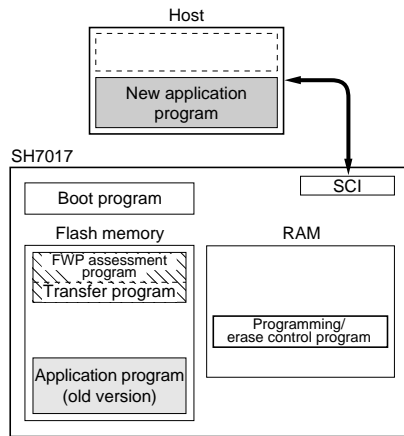 Host
New application
program
SH7017
SCI
Boot program
Flash memory
RAM
FWP assessment
program
Transfer program
Programming/
erase control program
Application program
(old version)